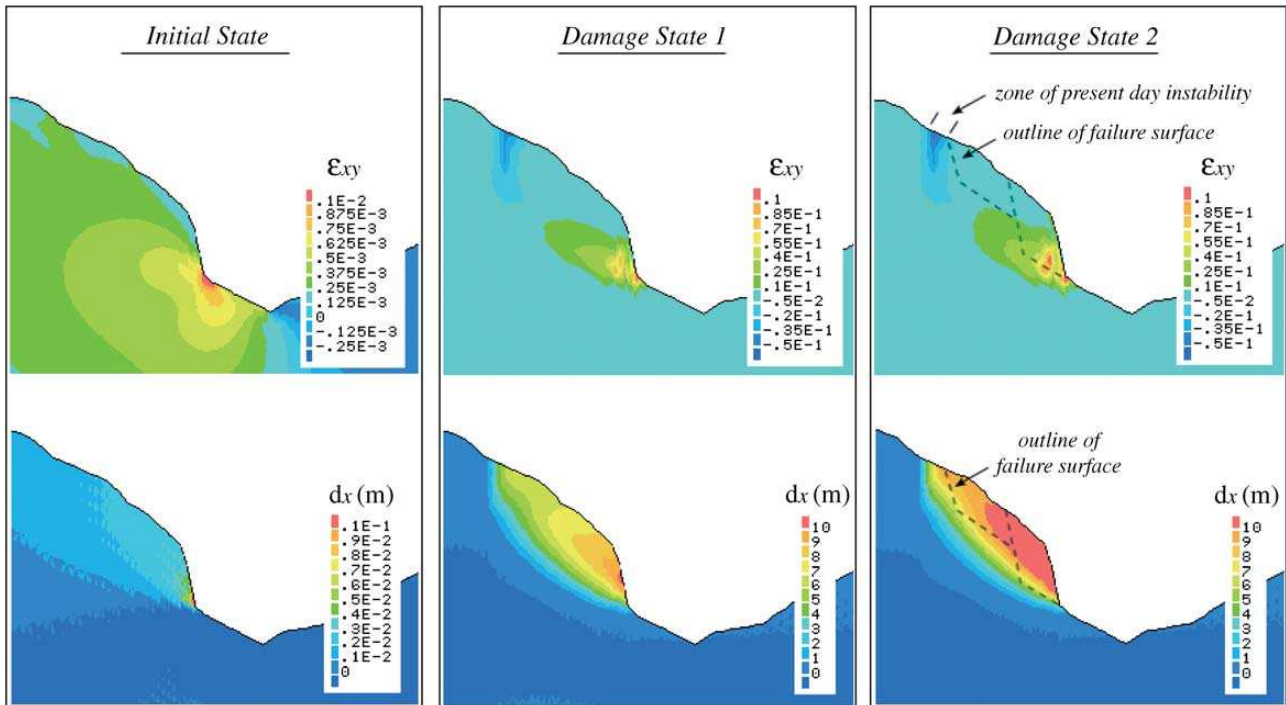 Initial State
εxy
.1E-2
.875E-3
.75E-3
.625E-3
.5E-3
.375E-3
.25E-3
.125E-3
0
-.125E-3
-.25E-3
dx (m)
.1E-1
.9E-2
.8E-2
.7E-2
.6E-2
.5E-2
.4E-2
.3E-2
.2E-2
.1E-2
0
Damage State 1
εxy
.1
.85E-1
.7E-1
.55E-1
.4E-1
.25E-1
.1E-1
-.5E-2
-.2E-1
-.35E-1
-.5E-1
dx (m)
10
9
8
7
6
5
4
3
2
1
0
Damage State 2
zone of present day instability
outline of failure surface
εxy
.1
.85E-1
.7E-1
.55E-1
.4E-1
.25E-1
.1E-1
-.5E-2
-.2E-1
-.35E-1
-.5E-1
outline of
failure surface
dx (m)
10
9
8
7
6
5
4
3
2
1
0